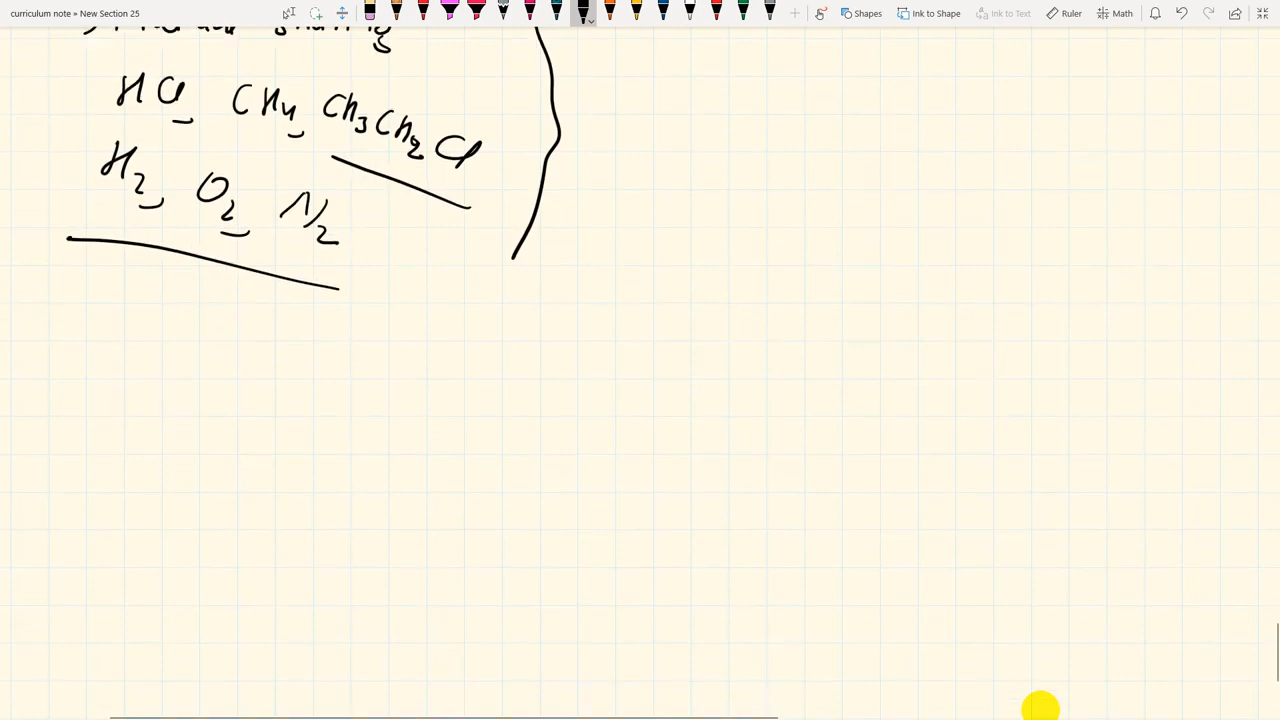 curriculum note » New Section 25
Shapes Ink to Shape Ink to Text Ruler Math
sharing
HCl CH4 CH3CH2Cl
H2 O2 N2